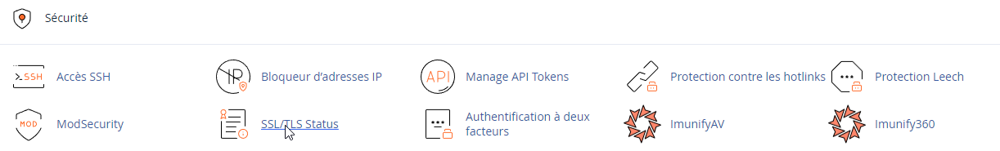 Sécurité
>_SSH Accès SSH
IP Bloqueur d'adresses IP
API Manage API Tokens
Protection contre les hotlinks
Protection Leech
MOD ModSecurity
SSL/TLS Status
Authentification à deux
facteurs
ImunifyAV
Imunify360